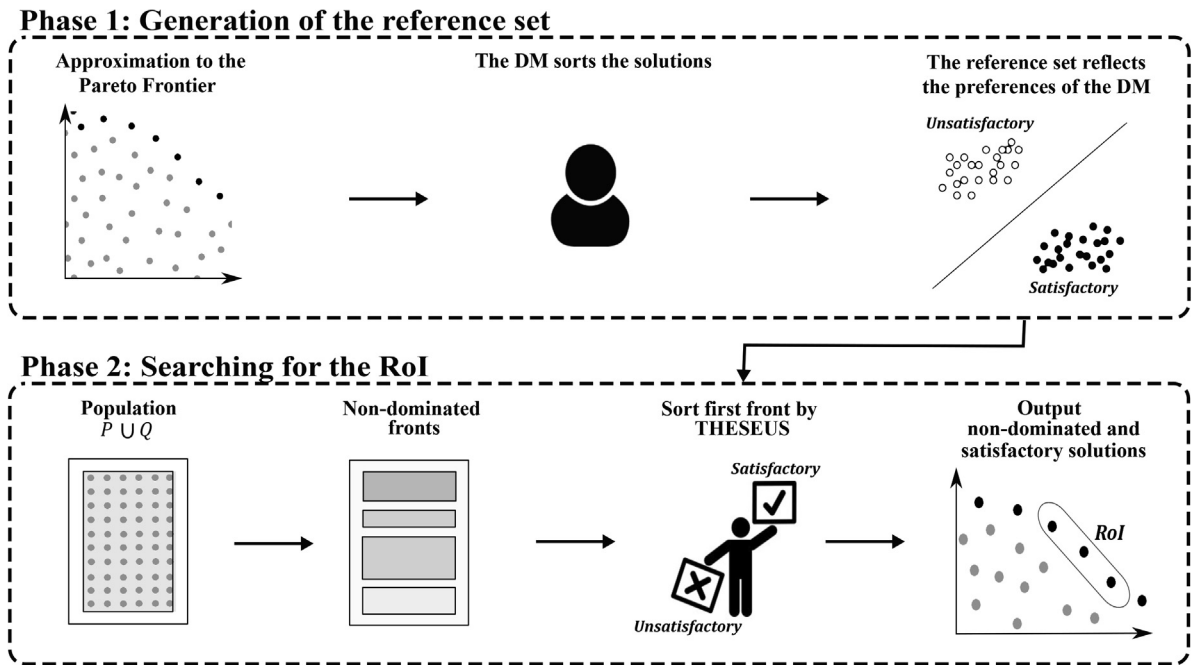 Phase 1: Generation of the reference set
Approximation to the
Pareto Frontier
The DM sorts the solutions
The reference set reflects
the preferences of the DM
Unsatisfactory
Satisfactory
Phase 2: Searching for the RoI
Population
P ∪ Q
Non-dominated
fronts
Sort first front by
THESEUS
Satisfactory
Unsatisfactory
Output
non-dominated and
satisfactory solutions
RoI